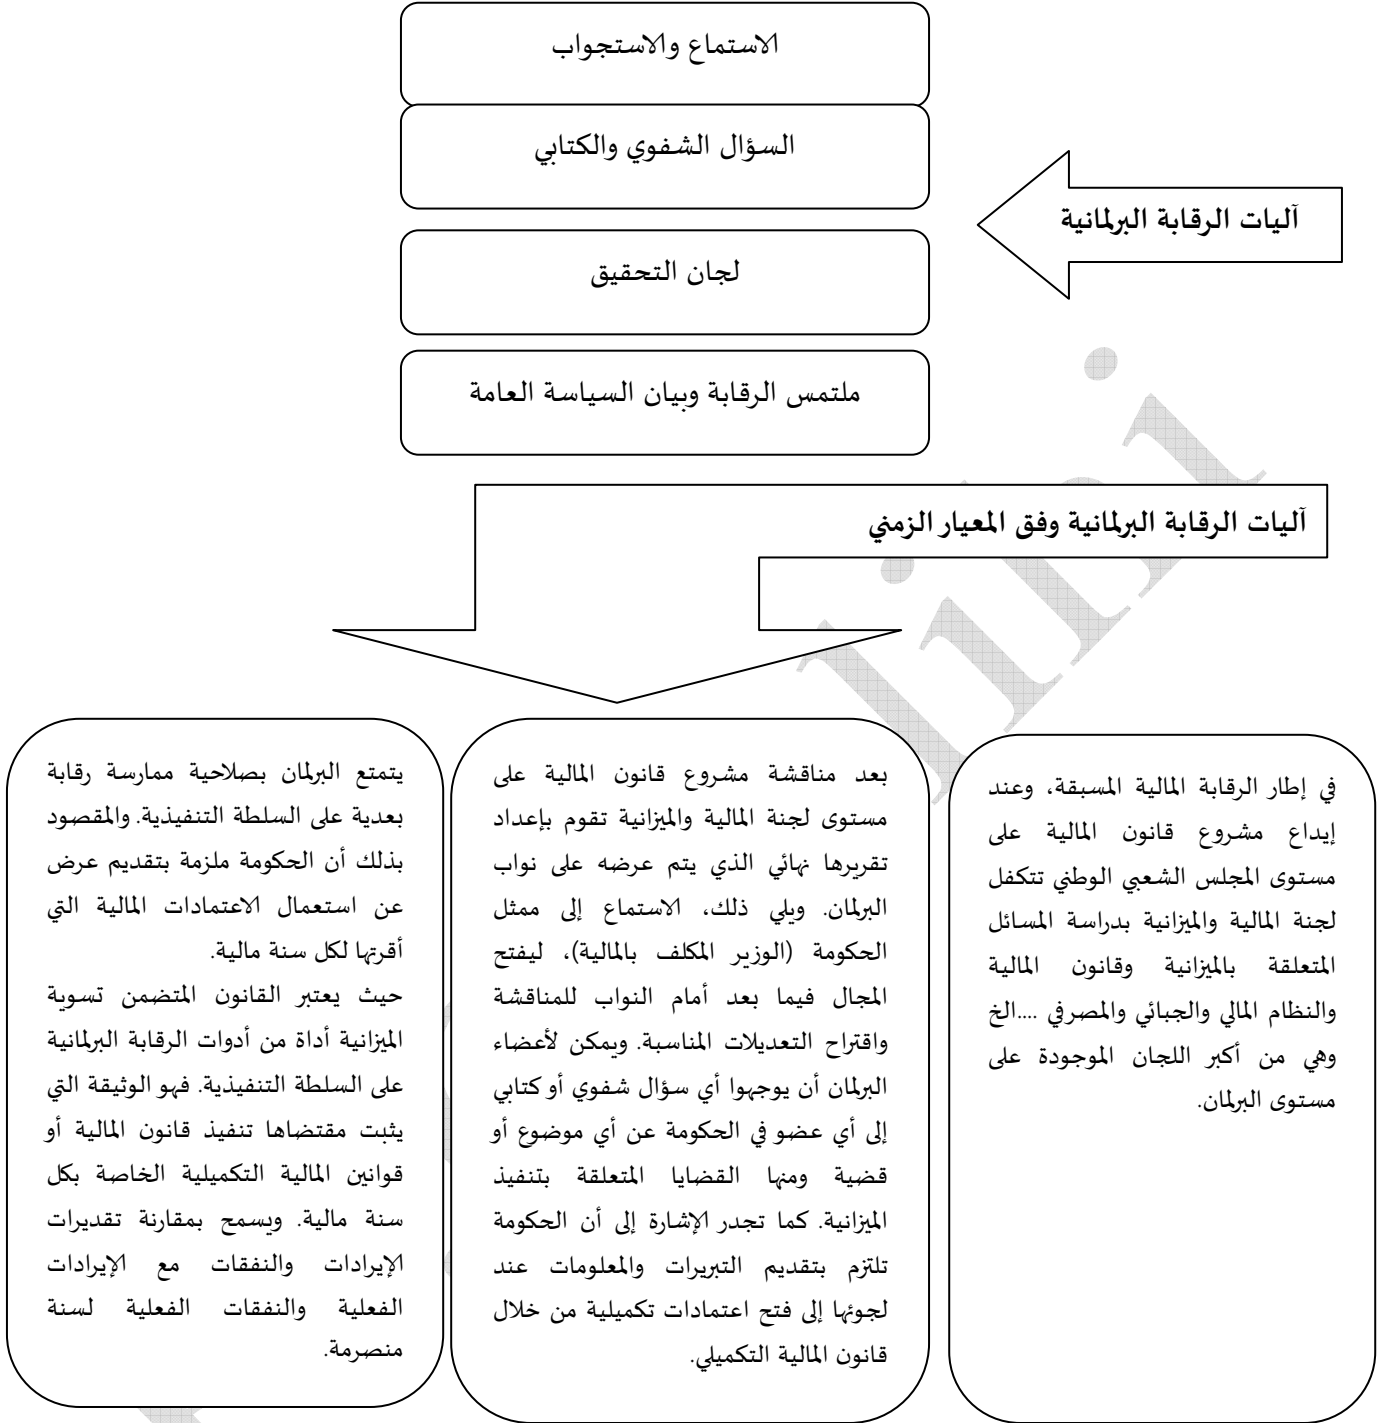 الاستماع والاستجواب
السؤال الشفوي والكتابي
آليات الرقابة البرلمانية
لجان التحقيق
ملتمس الرقابة وبيان السياسة العامة
آليات الرقابة البرلمانية وفق المعيار الزمني
في إطار الرقابة المالية المسبقة، وعند
إيداع مشروع قانون المالية على
مستوى المجلس الشعبي الوطني تتكفل
لجنة المالية والميزانية بدراسة المسائل
المتعلقة بالميزانية وقانون المالية
والنظام المالي والجبائي والمصرفي ....الخ
وهي من أكبر اللجان الموجودة على
مستوى البرلمان.
بعد مناقشة مشروع قانون المالية على
مستوى لجنة المالية والميزانية تقوم بإعداد
تقريرها نهائي الذي يتم عرضه على نواب
البرلمان. ويلي ذلك، الاستماع إلى ممثل
الحكومة (الوزير المكلف بالمالية)، ليفتح
المجال فيما بعد أمام النواب للمناقشة
واقتراح التعديلات المناسبة. ويمكن لأعضاء
البرلمان أن يوجهوا أي سؤال شفوي أو كتابي
إلى أي عضو في الحكومة عن أي موضوع أو
قضية ومنها القضايا المتعلقة بتنفيذ
الميزانية. كما تجدر الإشارة إلى أن الحكومة
تلتزم بتقديم التبريرات والمعلومات عند
لجوئها إلى فتح اعتمادات تكميلية من خلال
قانون المالية التكميلي.
يتمتع البرلمان بصلاحية ممارسة رقابة
بعدية على السلطة التنفيذية. والمقصود
بذلك أن الحكومة ملزمة بتقديم عرض
عن استعمال الاعتمادات المالية التي
أقرتها لكل سنة مالية.
حيث يعتبر القانون المتضمن تسوية
الميزانية أداة من أدوات الرقابة البرلمانية
على السلطة التنفيذية. فهو الوثيقة التي
يثبت مقتضاها تنفيذ قانون المالية أو
قوانين المالية التكميلية الخاصة بكل
سنة مالية. ويسمح بمقارنة تقديرات
الإيرادات والنفقات مع الإيرادات
الفعلية والنفقات الفعلية لسنة
منصرمة.